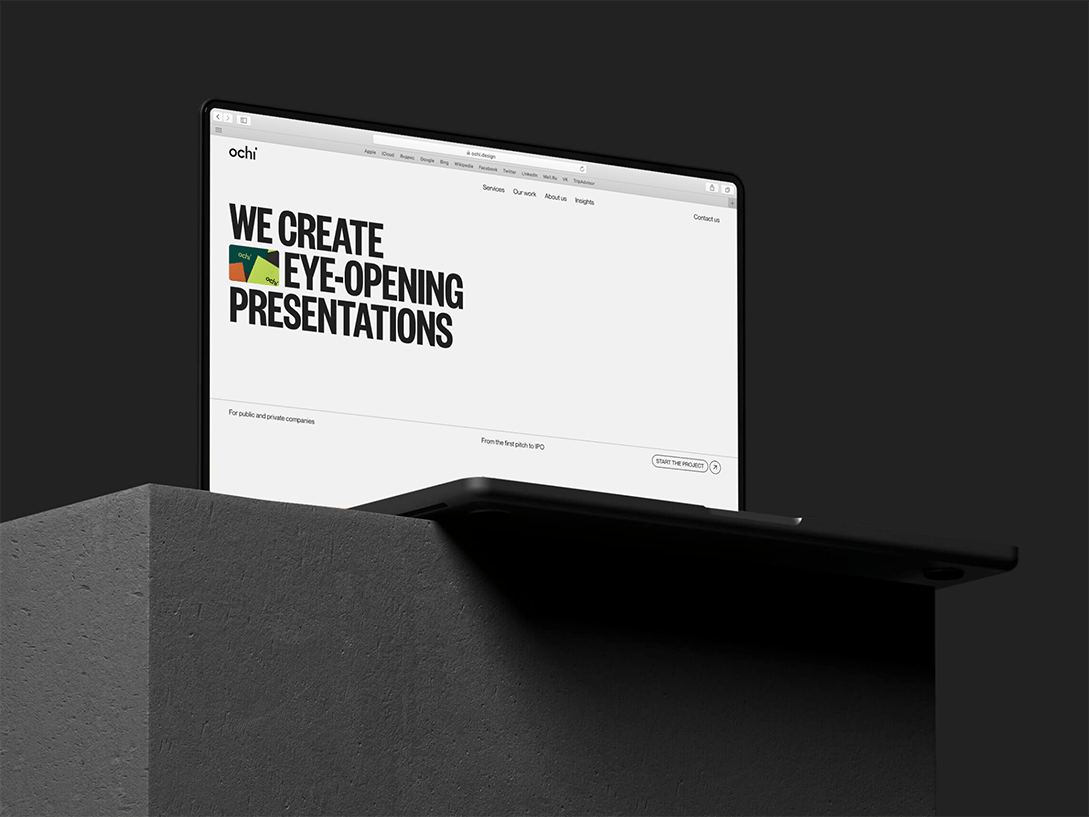 ochi.design
Apple iCloud Яндекс Google Bing Wikipedia Facebook Twitter LinkedIn Mail.Ru VK TripAdvisor
ochi
Services Our work About us Insights
Contact us
WE CREATE
ochi
ochi
EYE-OPENING
PRESENTATIONS
For public and private companies
From the first pitch to IPO
START THE PROJECT